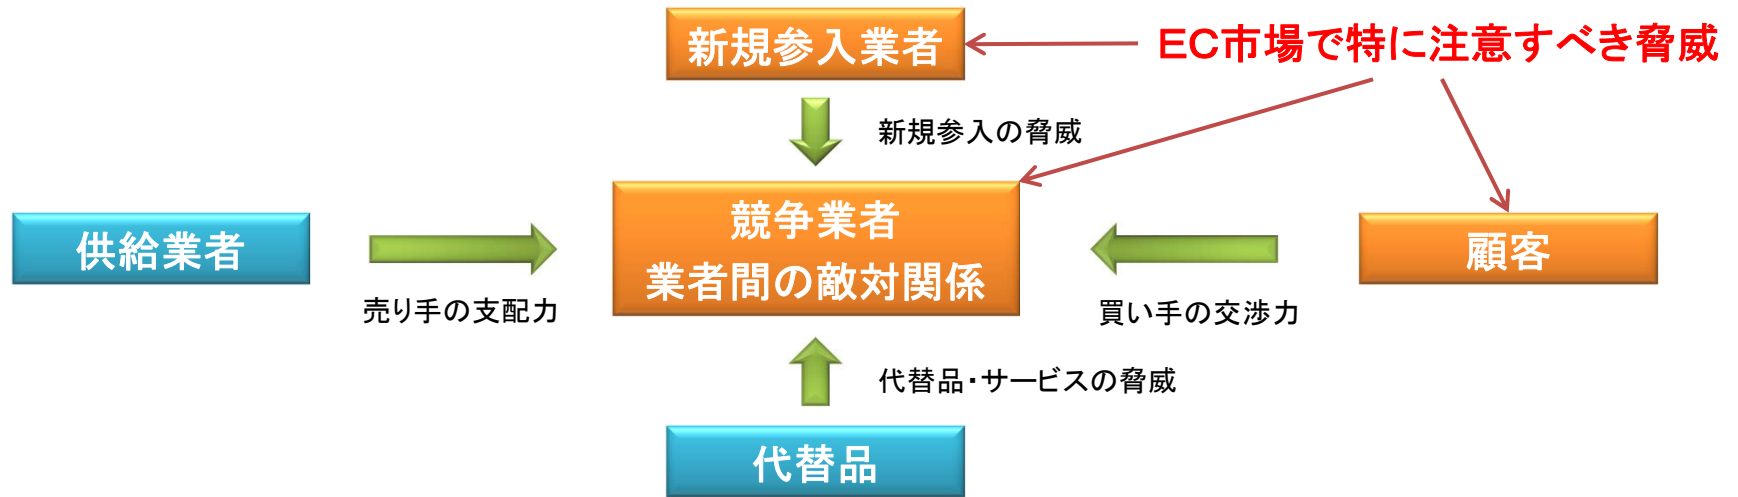 新規参入業者
EC市場で特に注意すべき脅威
新規参入の脅威
競争業者
業者間の敵対関係
供給業者
顧客
売り手の支配力
買い手の交渉力
代替品・サービスの脅威
代替品